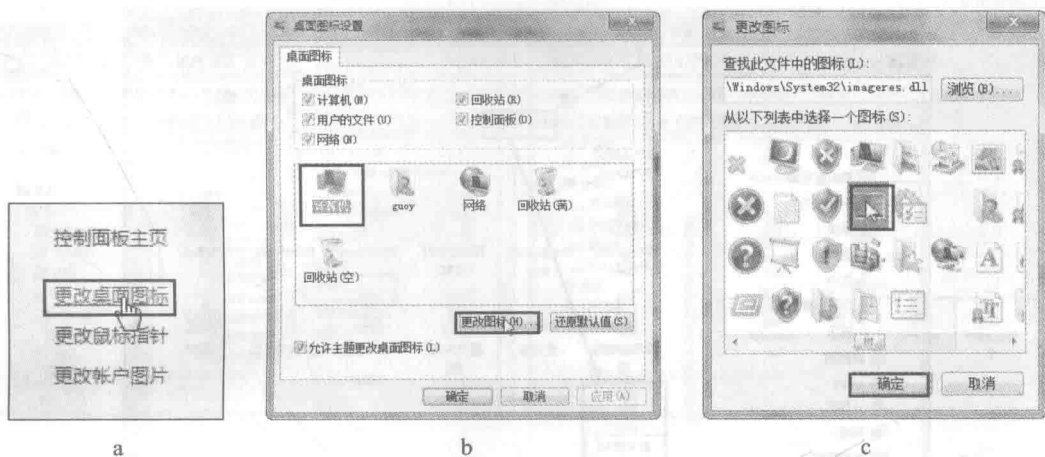 控制面板主页
更改桌面图标
更改鼠标指针
更改帐户图片
a
桌面图标设置
桌面图标
桌面图标
计算机(M) 回收站(R)
用户的文件(U) 控制面板(O)
网络(N)
guoy 网络 回收站(满)
回收站(空)
更改图标(H)... 还原默认值(S)
允许主题更改桌面图标(L)
确定 取消 应用(A)
b
更改图标
查找此文件中的图标(L):
\Windows\System32\imageres.dll 浏览(B)...
从以下列表中选择一个图标(S):
确定 取消
c